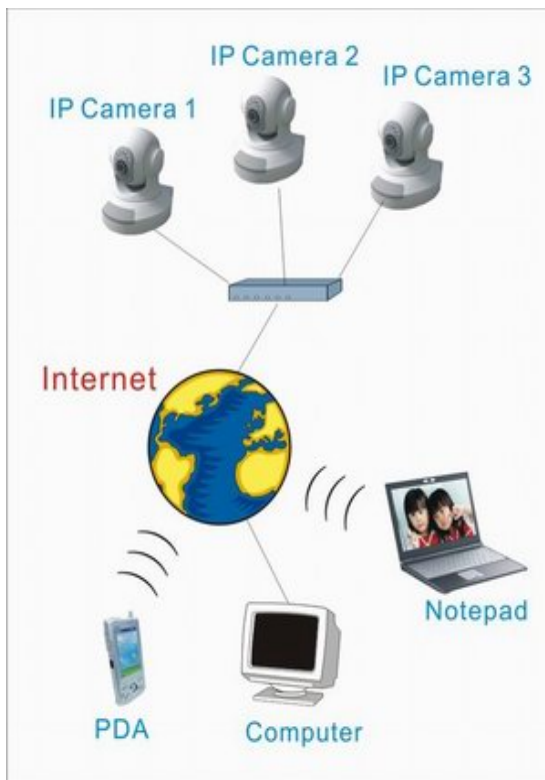 IP Camera 2
IP Camera 1
IP Camera 3
Internet
Notepad
PDA
Computer